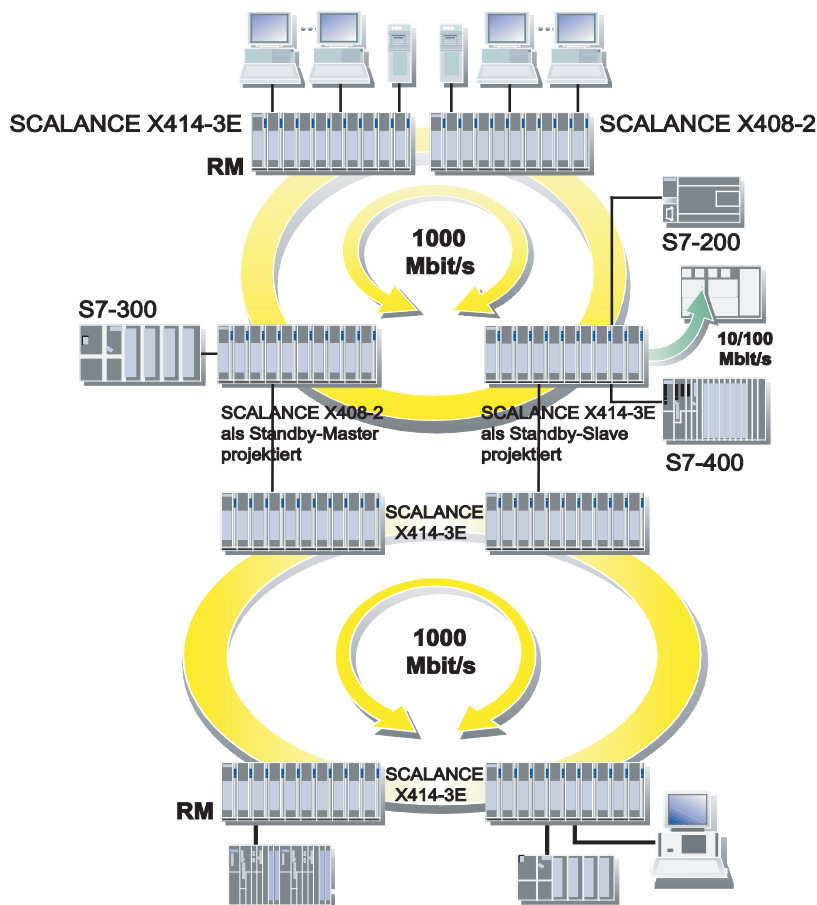 SCALANCE X414-3E
SCALANCE X408-2
RM
1000
Mbit/s
S7-200
S7-300
10/100
Mbit/s
SCALANCE X408-2
als Standby-Master
projektiert
SCALANCE X414-3E
als Standby-Slave
projektiert
S7-400
SCALANCE
X414-3E
1000
Mbit/s
SCALANCE
X414-3E
RM